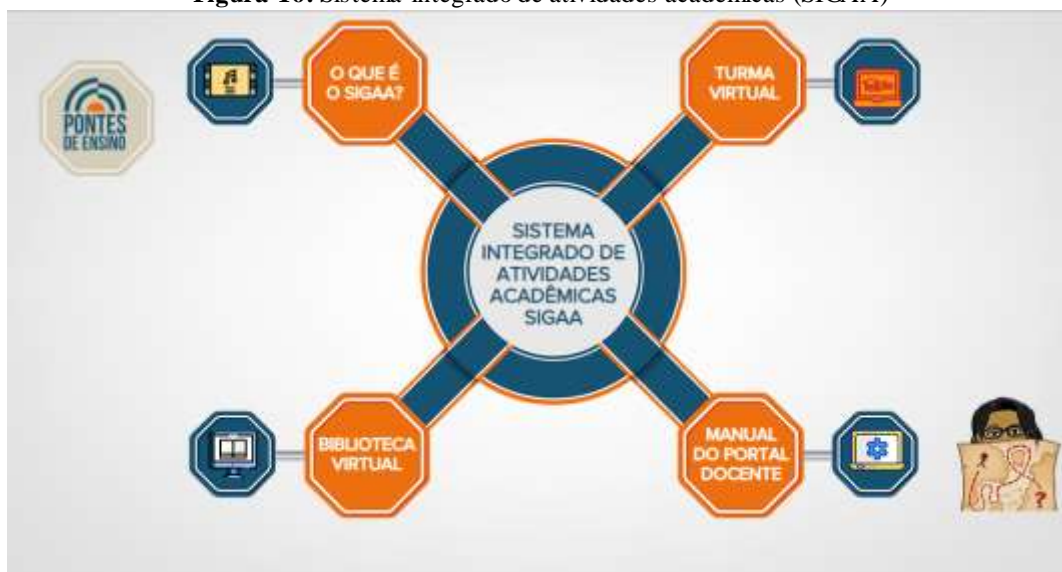 Figura 16: Sistema integrado de atividades acadêmicas (SIGAA)
O QUE É
O SIGAA?
TURMA
VIRTUAL
PONTES
DE ENSINO
SISTEMA
INTEGRADO DE
ATIVIDADES
ACADÊMICAS
SIGAA
BIBLIOTECA
VIRTUAL
MANUAL
DO PORTAL
DOCENTE
?